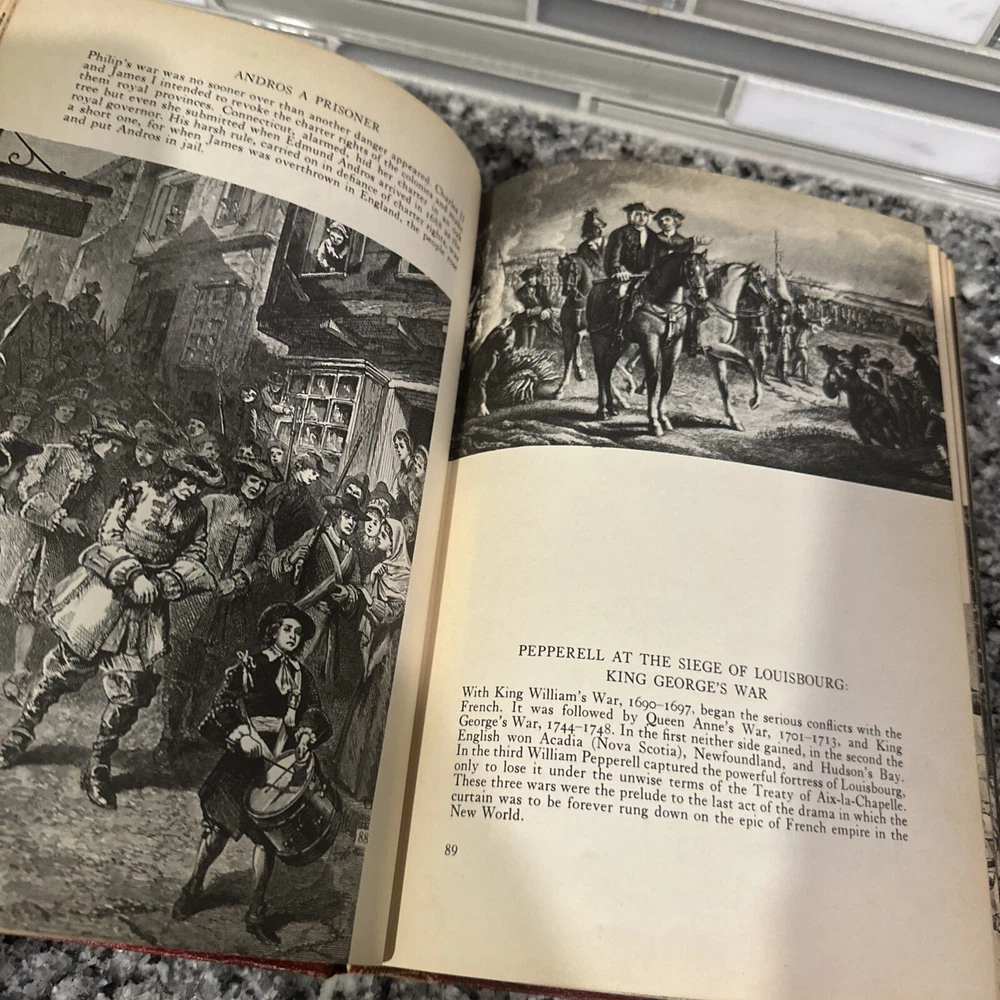 ANDROS A PRISONER
Philip's war was no sooner over than another danger appeared. Charles II
and James I intended to revoke the charter rights of the colonies and make
them royal provinces. Connecticut, alarmed, hid her charter in an oak
tree but even she submitted when Edmund Andros arrived in 1686 as the
royal governor. His harsh rule, carried on in defiance of charter rights, was
a short one, for when James was overthrown in England, the people rose
and put Andros in jail.
88
PEPPERELL AT THE SIEGE OF LOUISBOURG:
KING GEORGE'S WAR
With King William's War, 1690–1697, began the serious conflicts with the
French. It was followed by Queen Anne's War, 1701–1713, and King
George's War, 1744–1748. In the first neither side gained, in the second the
English won Acadia (Nova Scotia), Newfoundland, and Hudson's Bay.
In the third William Pepperell captured the powerful fortress of Louisbourg,
only to lose it under the unwise terms of the Treaty of Aix-la-Chapelle.
These three wars were the prelude to the last act of the drama in which the
curtain was to be forever rung down on the epic of French empire in the
New World.
89